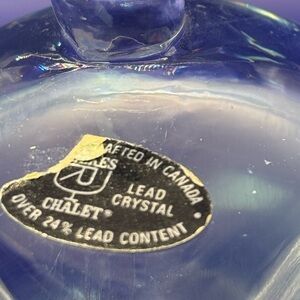 AFTED IN CANADA
LEAD
CRYSTAL
CHALET®
OVER 24% LEAD CONTENT